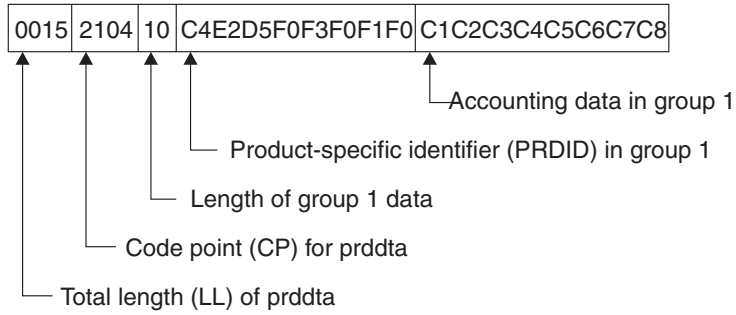 0015 2104 10 C4E2D5F0F3F0F1F0 C1C2C3C4C5C6C7C8
Accounting data in group 1
Product-specific identifier (PRDID) in group 1
Length of group 1 data
Code point (CP) for prddta
Total length (LL) of prddta